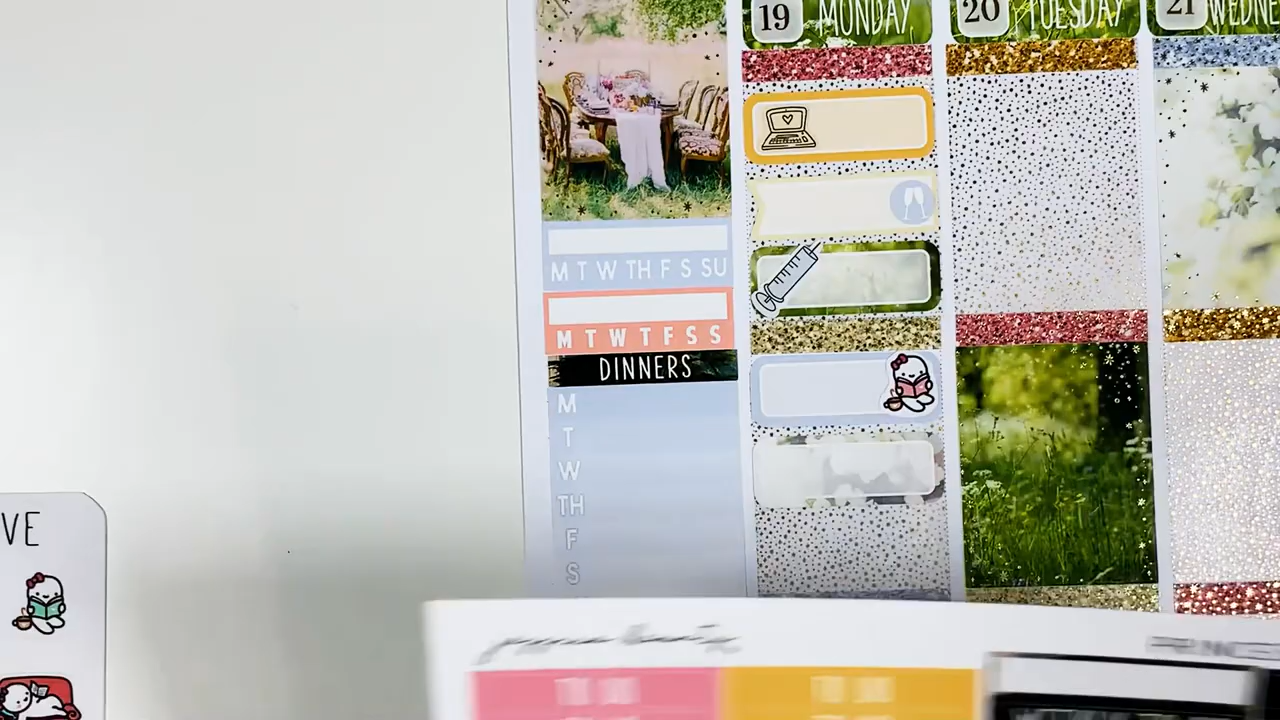 19 MONDAY
20 TUESDAY
21 WEDNE
M T W TH F S SU
M T W T F S S
DINNERS
M
T
W
TH
F
S
VE